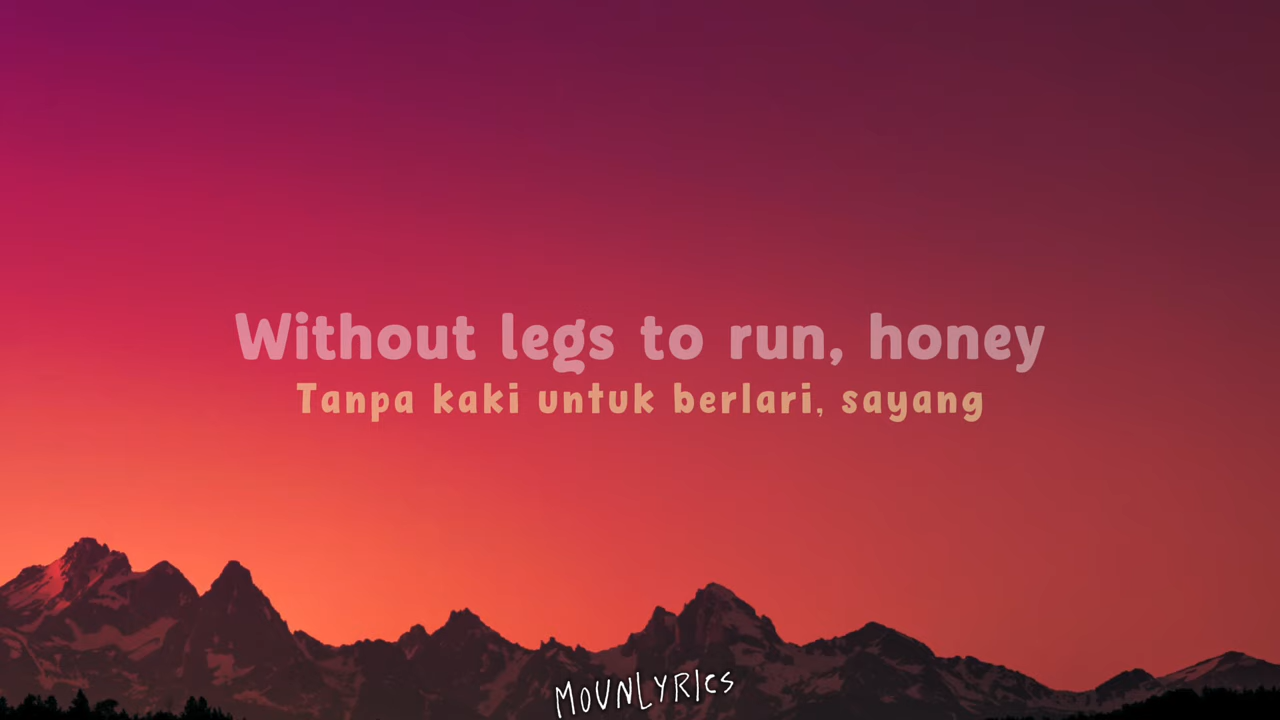 Without legs to run, honey
Tanpa kaki untuk berlari, sayang
MOUNLYRICS